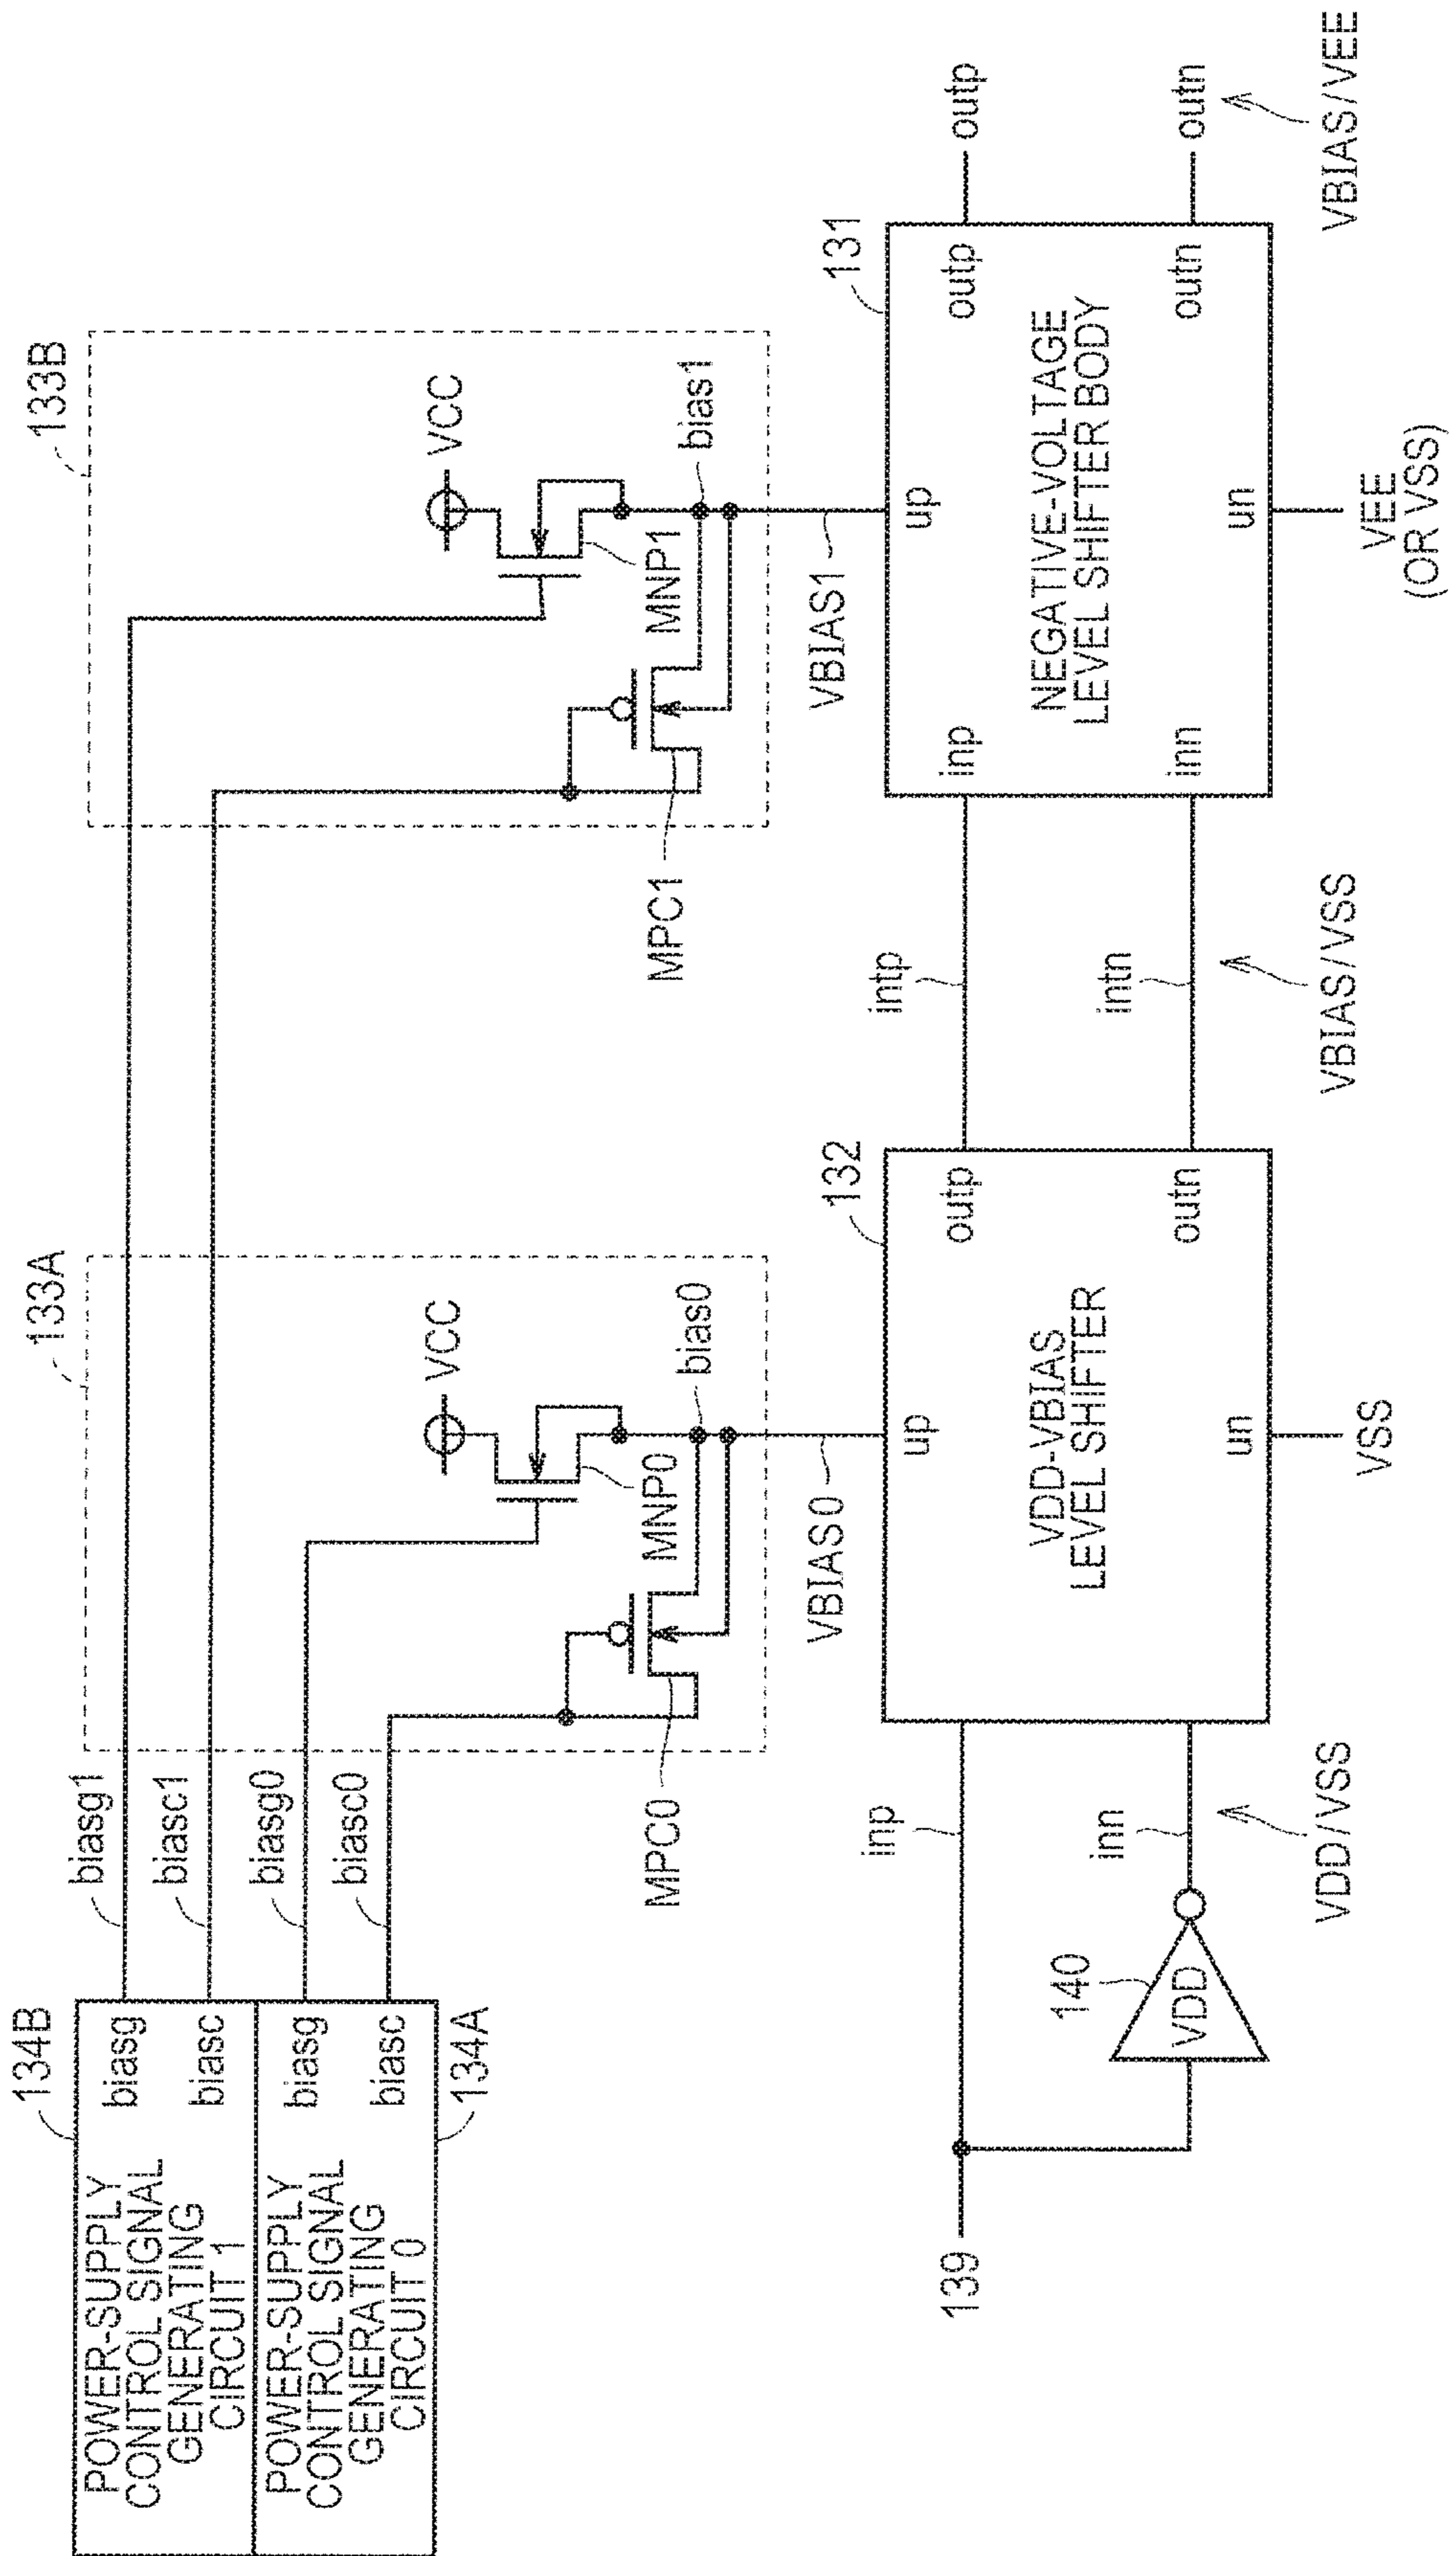 134B
POWER-SUPPLY
CONTROL SIGNAL
GENERATING
CIRCUIT 1
biasg
biasc
POWER-SUPPLY
CONTROL SIGNAL
GENERATING
CIRCUIT 0
biasg
biasc
134A
biasg1
biasc1
biasg0
biasc0
133A
VCC
MNP0
bias0
MPC0
VBIAS0
133B
VCC
MNP1
bias1
MPC1
VBIAS1
139
140
VDD
inp
inn
VDD/VSS
132
up
outp
VDD-VBIAS
LEVEL SHIFTER
outn
un
VSS
intp
intn
VBIAS/VSS
131
up
inp
outp
NEGATIVE-VOLTAGE
LEVEL SHIFTER BODY
inn
outn
un
VEE
(OR VSS)
outp
outn
VBIAS/VEE